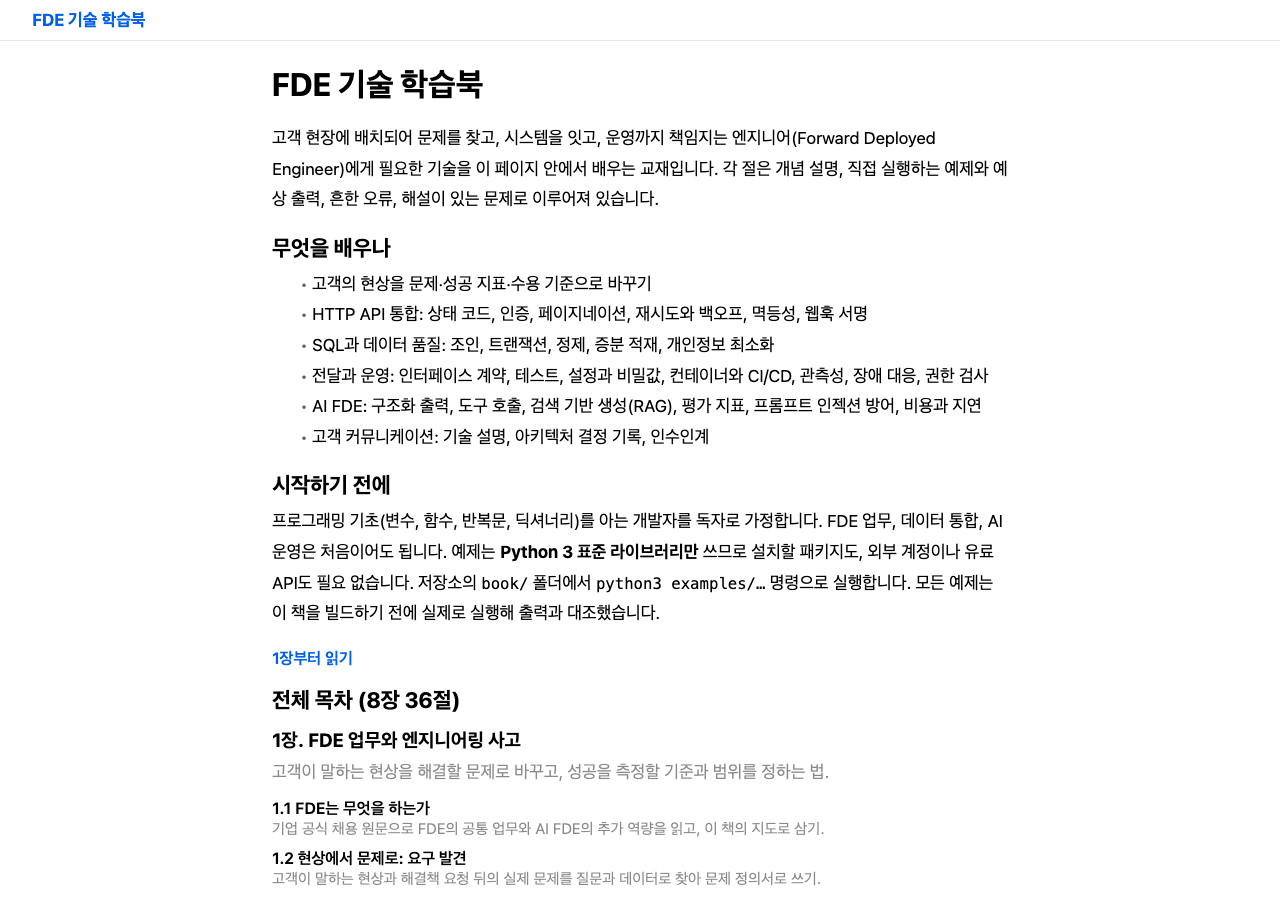 FDE 기술 학습북
FDE 기술 학습북
고객 현장에 배치되어 문제를 찾고, 시스템을 잇고, 운영까지 책임지는 엔지니어(Forward Deployed
Engineer)에게 필요한 기술을 이 페이지 안에서 배우는 교재입니다. 각 절은 개념 설명, 직접 실행하는 예제와 예
상 출력, 흔한 오류, 해설이 있는 문제로 이루어져 있습니다.
무엇을 배우나
• 고객의 현상을 문제·성공 지표·수용 기준으로 바꾸기
• HTTP API 통합: 상태 코드, 인증, 페이지네이션, 재시도와 백오프, 멱등성, 웹훅 서명
• SQL과 데이터 품질: 조인, 트랜잭션, 정제, 증분 적재, 개인정보 최소화
• 전달과 운영: 인터페이스 계약, 테스트, 설정과 비밀값, 컨테이너와 CI/CD, 관측성, 장애 대응, 권한 검사
• AI FDE: 구조화 출력, 도구 호출, 검색 기반 생성(RAG), 평가 지표, 프롬프트 인젝션 방어, 비용과 지연
• 고객 커뮤니케이션: 기술 설명, 아키텍처 결정 기록, 인수인계
시작하기 전에
프로그래밍 기초(변수, 함수, 반복문, 딕셔너리)를 아는 개발자를 독자로 가정합니다. FDE 업무, 데이터 통합, AI
운영은 처음이어도 됩니다. 예제는 Python 3 표준 라이브러리만 쓰므로 설치할 패키지도, 외부 계정이나 유료
API도 필요 없습니다. 저장소의 book/ 폴더에서 python3 examples/… 명령으로 실행합니다. 모든 예제는
이 책을 빌드하기 전에 실제로 실행해 출력과 대조했습니다.
1장부터 읽기
전체 목차 (8장 36절)
1장. FDE 업무와 엔지니어링 사고
고객이 말하는 현상을 해결할 문제로 바꾸고, 성공을 측정할 기준과 범위를 정하는 법.
1.1 FDE는 무엇을 하는가
기업 공식 채용 원문으로 FDE의 공통 업무와 AI FDE의 추가 역량을 읽고, 이 책의 지도로 삼기.
1.2 현상에서 문제로: 요구 발견
고객이 말하는 현상과 해결책 요청 뒤의 실제 문제를 질문과 데이터로 찾아 문제 정의서로 쓰기.